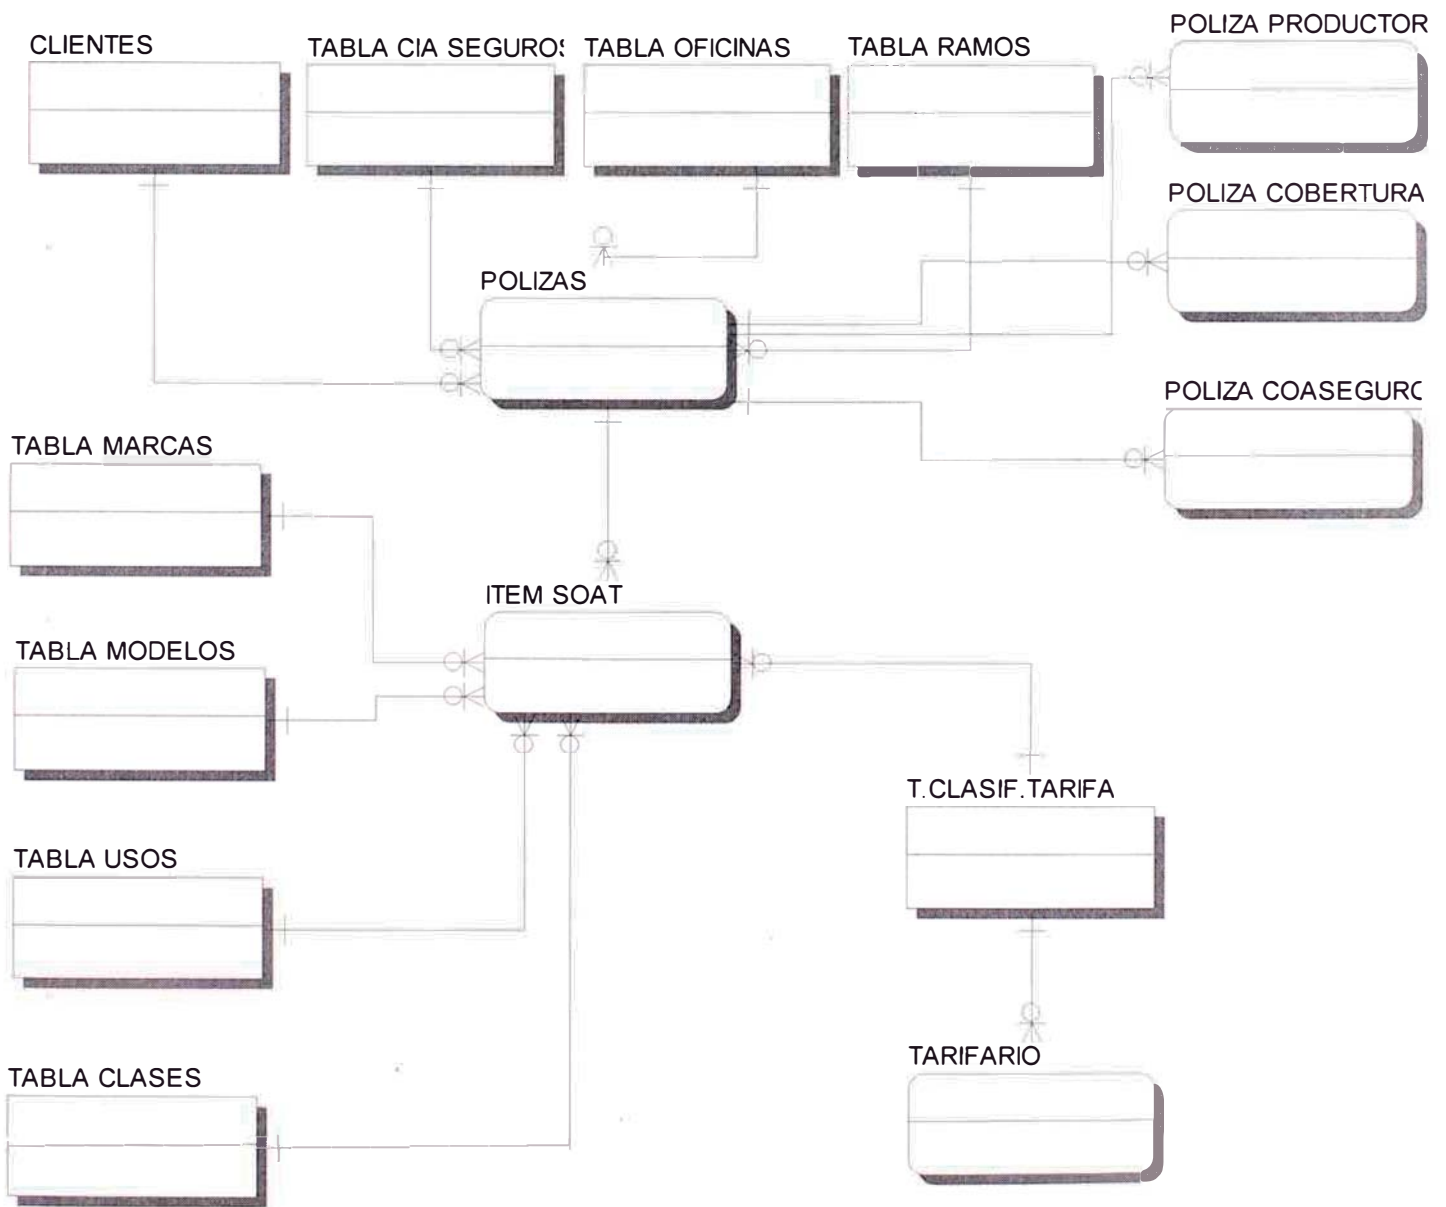 CLIENTES
TABLA CIA SEGUROS
TABLA OFICINAS
TABLA RAMOS
POLIZA PRODUCTOR
POLIZA COBERTURA
POLIZAS
POLIZA COASEGURO
TABLA MARCAS
ITEM SOAT
TABLA MODELOS
T.CLASIF.TARIFA
TABLA USOS
TARIFARIO
TABLA CLASES